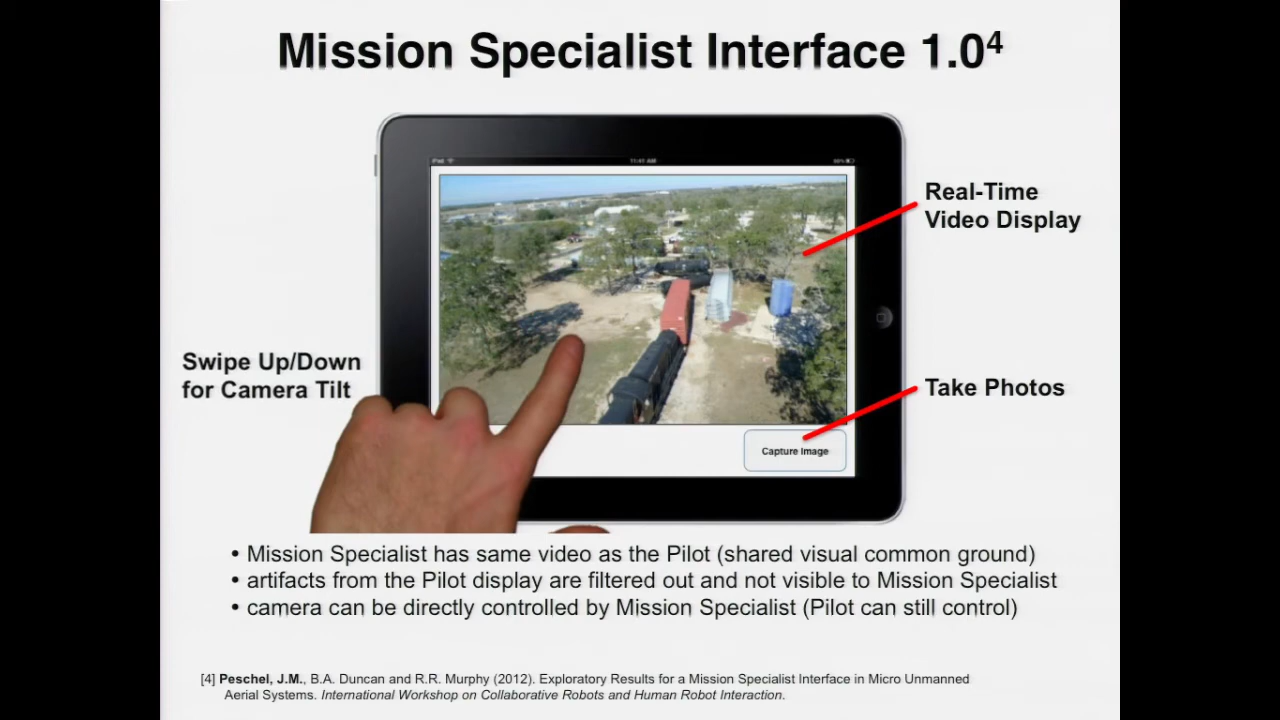 Mission Specialist Interface 1.0⁴
iPad
11:47 AM
Real-Time
Video Display
Swipe Up/Down
for Camera Tilt
Take Photos
Capture Image
• Mission Specialist has same video as the Pilot (shared visual common ground)
• artifacts from the Pilot display are filtered out and not visible to Mission Specialist
• camera can be directly controlled by Mission Specialist (Pilot can still control)
[4] Peschel, J.M., B.A. Duncan and R.R. Murphy (2012). Exploratory Results for a Mission Specialist Interface in Micro Unmanned
Aerial Systems. International Workshop on Collaborative Robots and Human Robot Interaction.